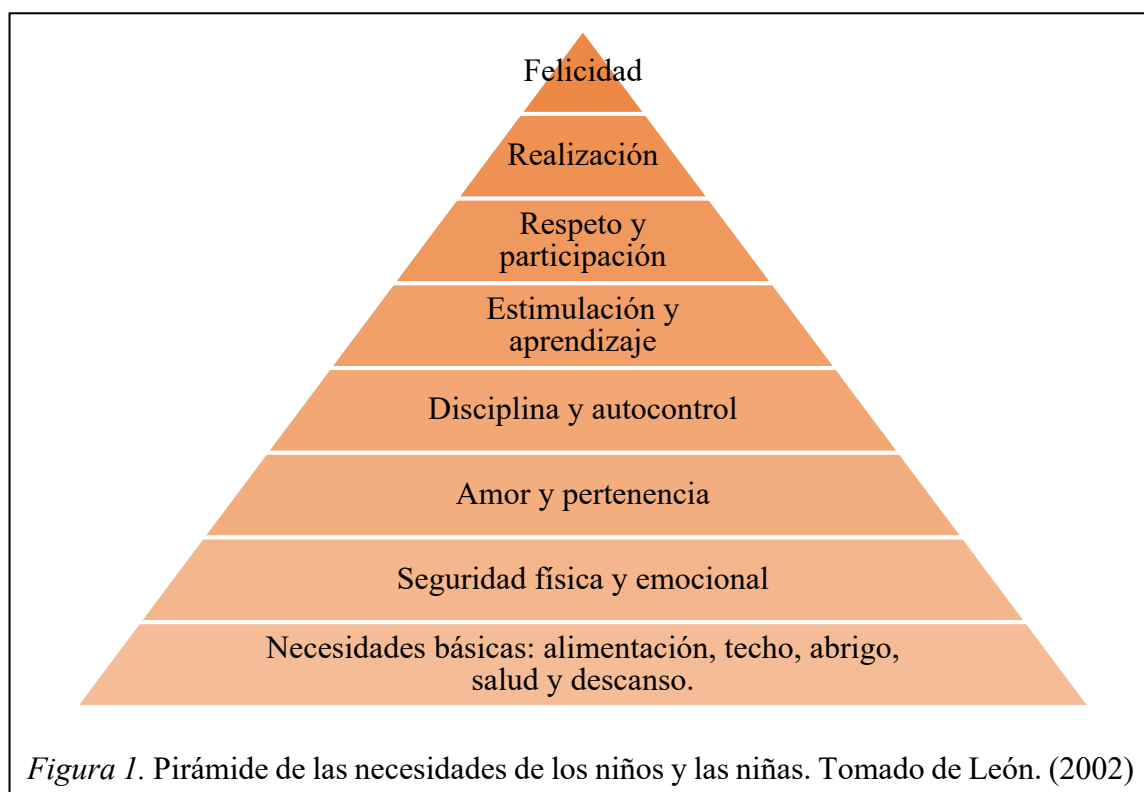 Felicidad
Realización
Respeto y
participación
Estimulación y
aprendizaje
Disciplina y autocontrol
Amor y pertenencia
Seguridad física y emocional
Necesidades básicas: alimentación, techo, abrigo,
salud y descanso.
Figura 1. Pirámide de las necesidades de los niños y las niñas. Tomado de León. (2002)